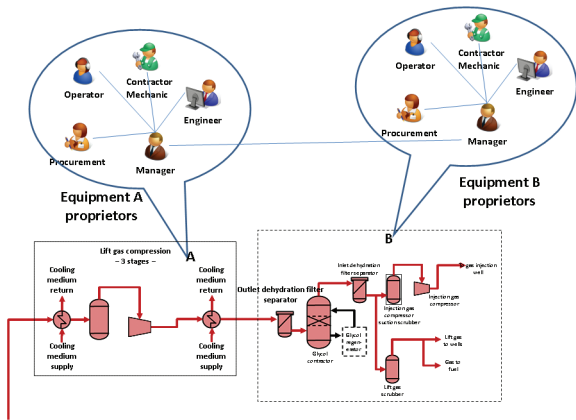 Contractor
Mechanic
Operator
Engineer
Procurement
Manager
Equipment A
proprietors
Contractor
Mechanic
Operator
Engineer
Procurement
Manager
Equipment B
proprietors
A
Lift gas compression
– 3 stages –
Cooling
medium
return
Cooling
medium
return
Cooling
medium
supply
Cooling
medium
supply
B
Inlet dehydration
filter separator
Outlet dehydration filter
separator
Glycol
contractor
Glycol
regen-
Injection gas
compressor
suction scrubber
Injection gas
compressor
gas injection
well
Lift gas
to wells
Gas to
fuel
Lift gas
scrubber